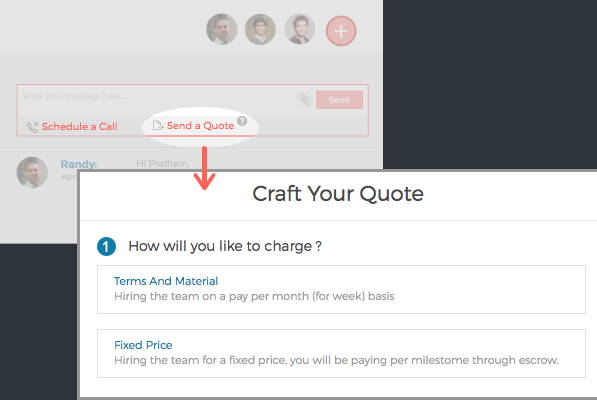 Write your message here...
Send
Schedule a Call
Send a Quote ?
Randy:
Hi Pratham,
Craft Your Quote
1 How will you like to charge ?
Terms And Material
Hiring the team on a pay per month (for week) basis
Fixed Price
Hiring the team for a fixed price, you will be paying per milestome through escrow.